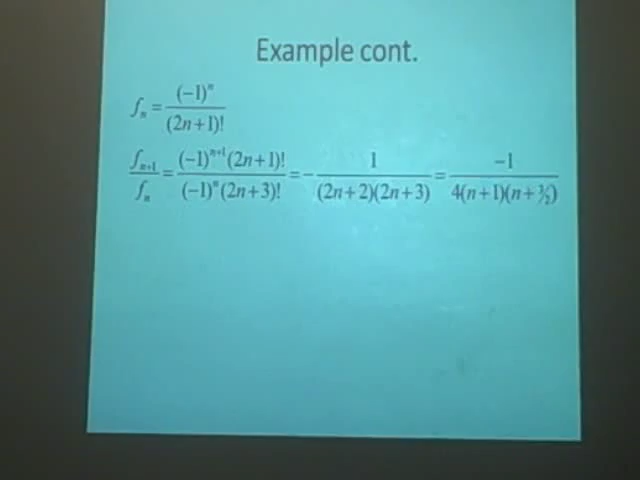 Example cont.
f_n = (-1)^n / (2n+1)!
f_{n+1} / f_n = (-1)^{n+1}(2n+1)! / (-1)^n(2n+3)! = - 1 / (2n+2)(2n+3) = -1 / 4(n+1)(n+3/2)